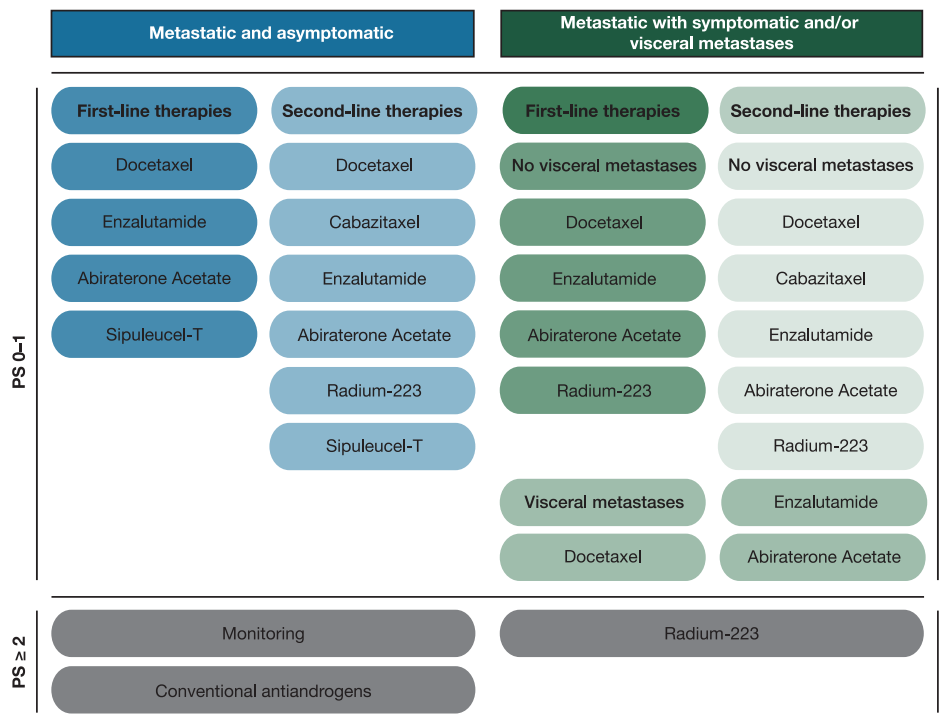 Metastatic and asymptomatic
Metastatic with symptomatic and/or
visceral metastases
PS 0–1
First-line therapies
Docetaxel
Enzalutamide
Abiraterone Acetate
Sipuleucel-T
Second-line therapies
Docetaxel
Cabazitaxel
Enzalutamide
Abiraterone Acetate
Radium-223
Sipuleucel-T
First-line therapies
No visceral metastases
Docetaxel
Enzalutamide
Abiraterone Acetate
Radium-223
Visceral metastases
Docetaxel
Second-line therapies
No visceral metastases
Docetaxel
Cabazitaxel
Enzalutamide
Abiraterone Acetate
Radium-223
Enzalutamide
Abiraterone Acetate
PS ≥ 2
Monitoring
Conventional antiandrogens
Radium-223